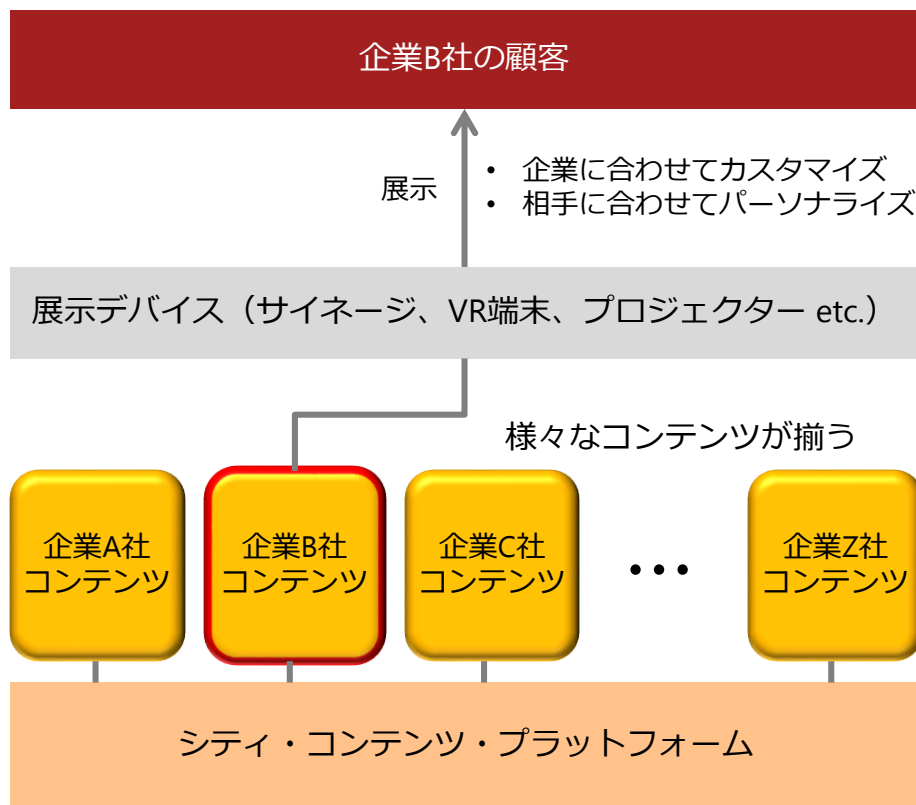 企業B社の顧客
展示
• 企業に合わせてカスタマイズ
• 相手に合わせてパーソナライズ
展示デバイス（サイネージ、VR端末、プロジェクター etc.）
様々なコンテンツが揃う
企業A社
コンテンツ
企業B社
コンテンツ
企業C社
コンテンツ
•••
企業Z社
コンテンツ
シティ・コンテンツ・プラットフォーム